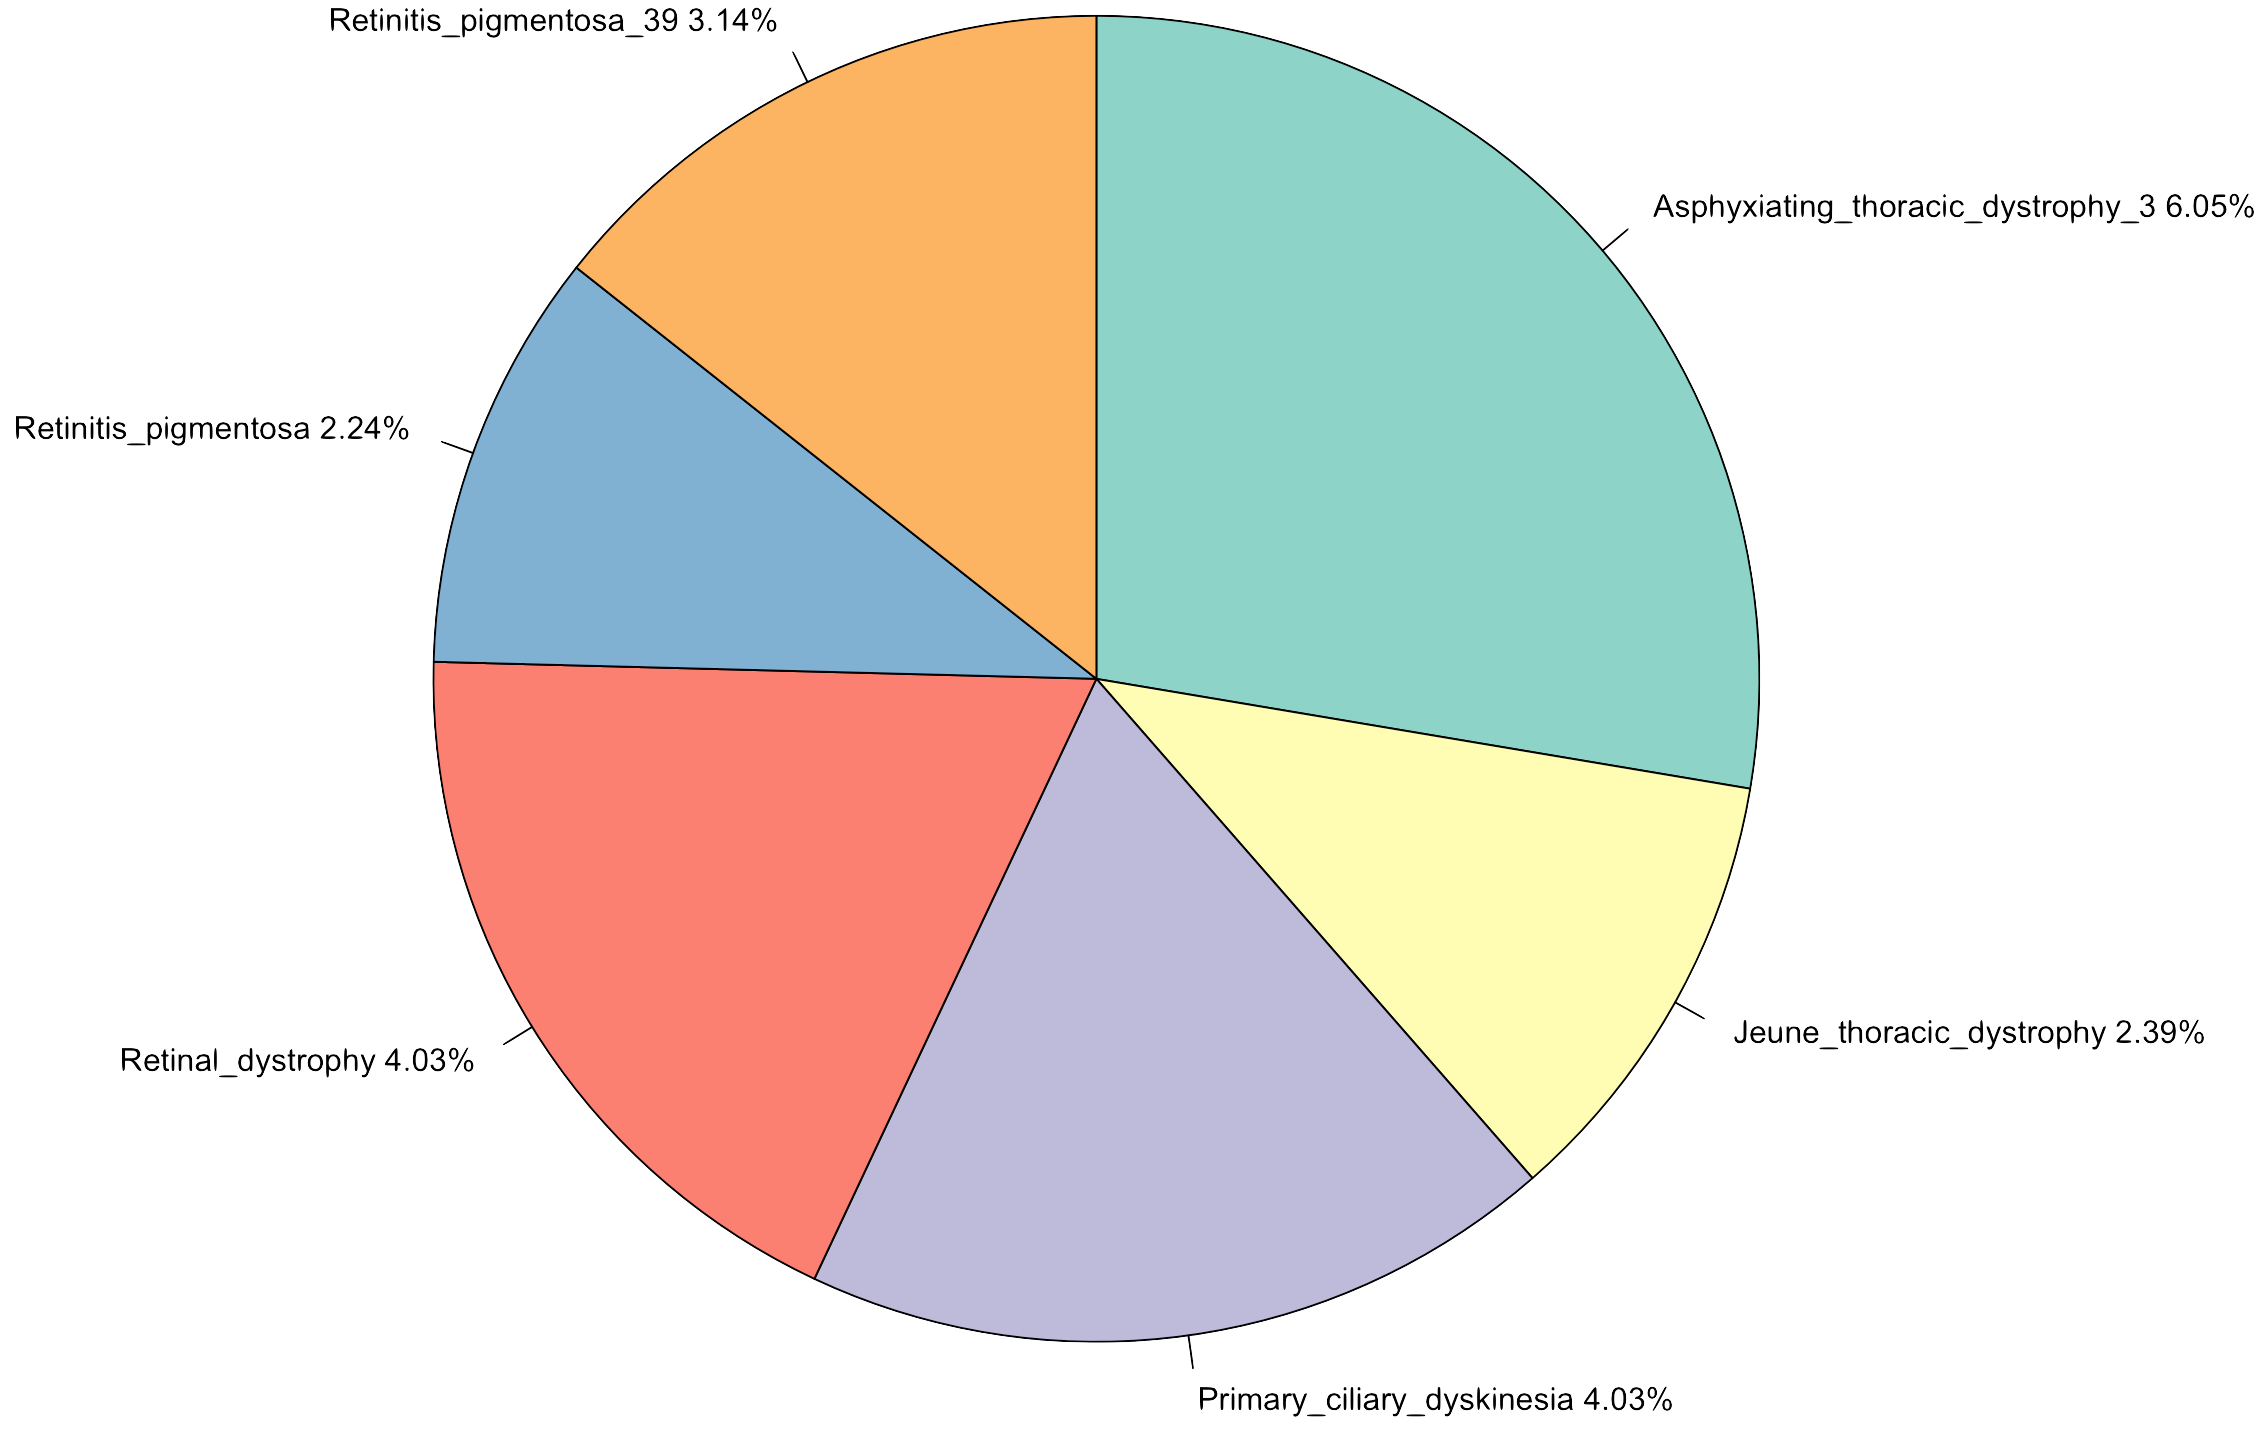 Retinitis_pigmentosa_39 3.14%
Asphyxiating_thoracic_dystrophy_3 6.05%
Retinitis_pigmentosa 2.24%
Jeune_thoracic_dystrophy 2.39%
Retinal_dystrophy 4.03%
Primary_ciliary_dyskinesia 4.03%